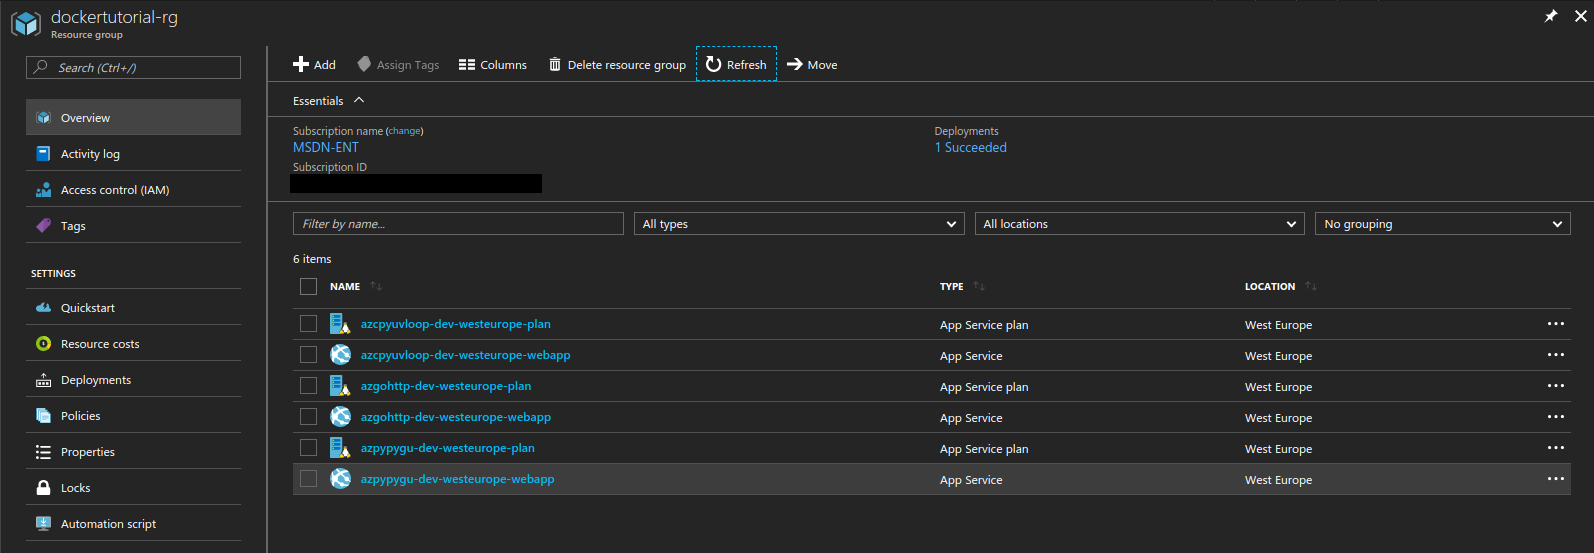 dockertutorial-rg
Resource group
Search (Ctrl+/)
Overview
Activity log
Access control (IAM)
Tags
SETTINGS
Quickstart
Resource costs
Deployments
Policies
Properties
Locks
Automation script
Add Assign Tags Columns Delete resource group Refresh Move
Essentials
Subscription name (change) Deployments
MSDN-ENT 1 Succeeded
Subscription ID
Filter by name... All types All locations No grouping
6 items
NAME TYPE LOCATION
azcpyuvloop-dev-westeurope-plan App Service plan West Europe
azcpyuvloop-dev-westeurope-webapp App Service West Europe
azgohttp-dev-westeurope-plan App Service plan West Europe
azgohttp-dev-westeurope-webapp App Service West Europe
azpypygu-dev-westeurope-plan App Service plan West Europe
azpypygu-dev-westeurope-webapp App Service West Europe